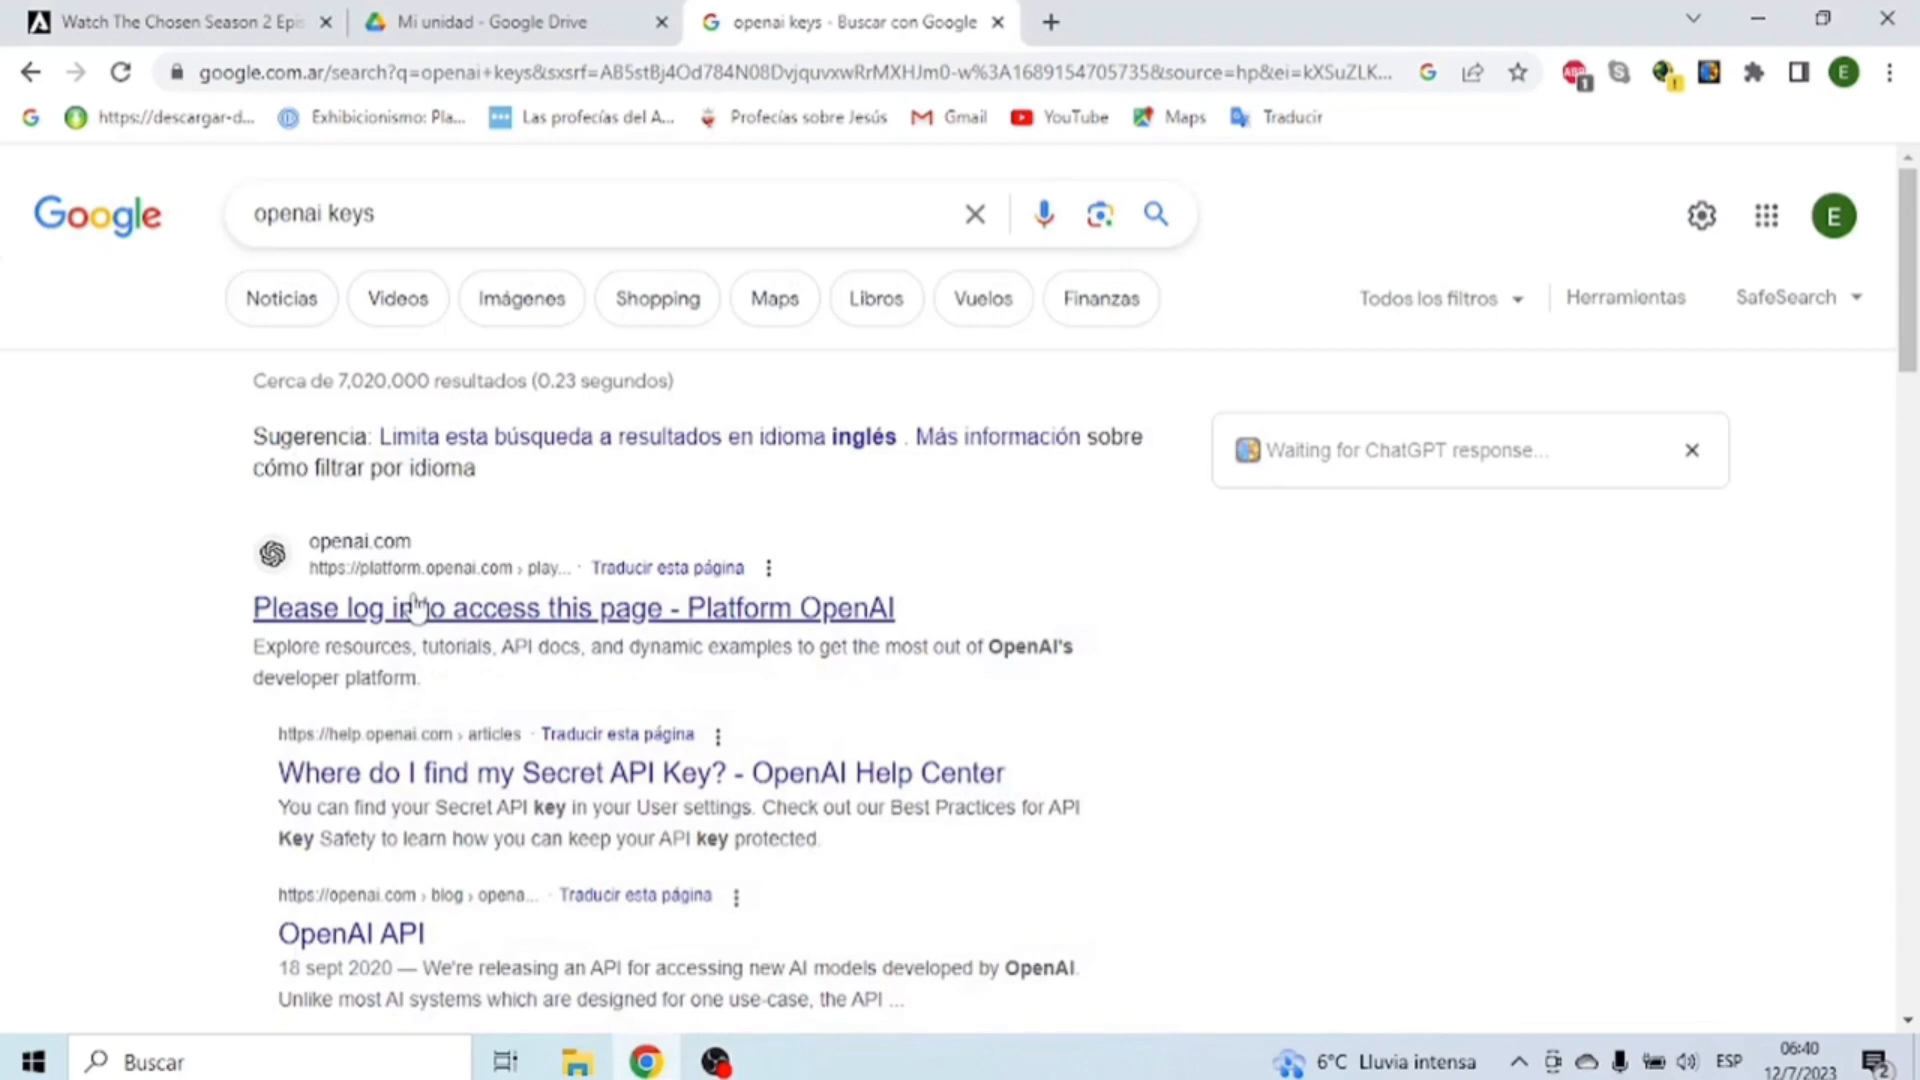 Watch The Chosen Season 2 Epis
Mi unidad - Google Drive
openai keys - Buscar con Google
google.com.ar/search?q=openai+keys&sxsrf=AB5stBj4Od784N08DvjquvxwRrMXHJm0-w%3A1689154705735&source=hp&ei=kXSuZLK...
ABP
1
E
https://descargar-d...
Exhibicionismo: Pla...
Las profecías del A...
Profecías sobre Jesús
Gmail
YouTube
Maps
Traducir
Google
openai keys
E
Noticias
Videos
Imágenes
Shopping
Maps
Libros
Vuelos
Finanzas
Todos los filtros
Herramientas
SafeSearch
Cerca de 7,020,000 resultados (0.23 segundos)
Sugerencia: Limita esta búsqueda a resultados en idioma inglés . Más información sobre
cómo filtrar por idioma
Waiting for ChatGPT response...
openai.com
https://platform.openai.com › play... · Traducir esta página
Please log in to access this page - Platform OpenAI
Explore resources, tutorials, API docs, and dynamic examples to get the most out of OpenAI's
developer platform.
https://help.openai.com › articles · Traducir esta página
Where do I find my Secret API Key? - OpenAI Help Center
You can find your Secret API key in your User settings. Check out our Best Practices for API
Key Safety to learn how you can keep your API key protected.
https://openai.com › blog › opena... · Traducir esta página
OpenAI API
18 sept 2020 — We're releasing an API for accessing new AI models developed by OpenAI.
Unlike most AI systems which are designed for one use-case, the API ...
Buscar
6°C Lluvia intensa
ESP
06:40
12/7/2023
2